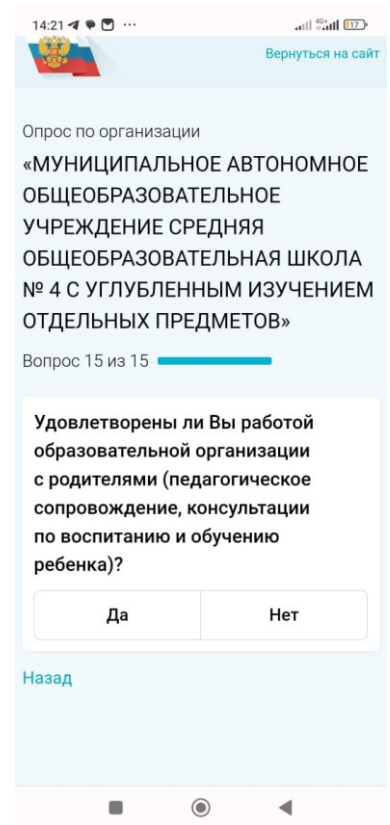 14:21
4G+
17
Вернуться на сайт
Опрос по организации
«МУНИЦИПАЛЬНОЕ АВТОНОМНОЕ
ОБЩЕОБРАЗОВАТЕЛЬНОЕ
УЧРЕЖДЕНИЕ СРЕДНЯЯ
ОБЩЕОБРАЗОВАТЕЛЬНАЯ ШКОЛА
№ 4 С УГЛУБЛЕННЫМ ИЗУЧЕНИЕМ
ОТДЕЛЬНЫХ ПРЕДМЕТОВ»
Вопрос 15 из 15
Удовлетворены ли Вы работой
образовательной организации
с родителями (педагогическое
сопровождение, консультации
по воспитанию и обучению
ребенка)?
Да
Нет
Назад